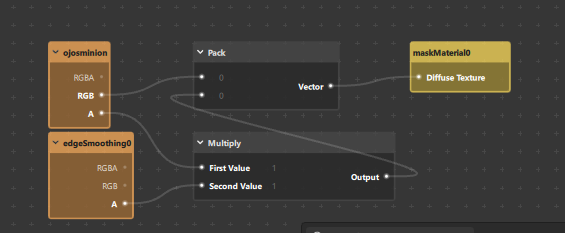 ojosminion
RGBA
RGB
A
edgeSmoothing0
RGBA
RGB
A
Pack
0
0
Vector
Multiply
First Value 1
Second Value 1
Output
maskMaterial0
Diffuse Texture